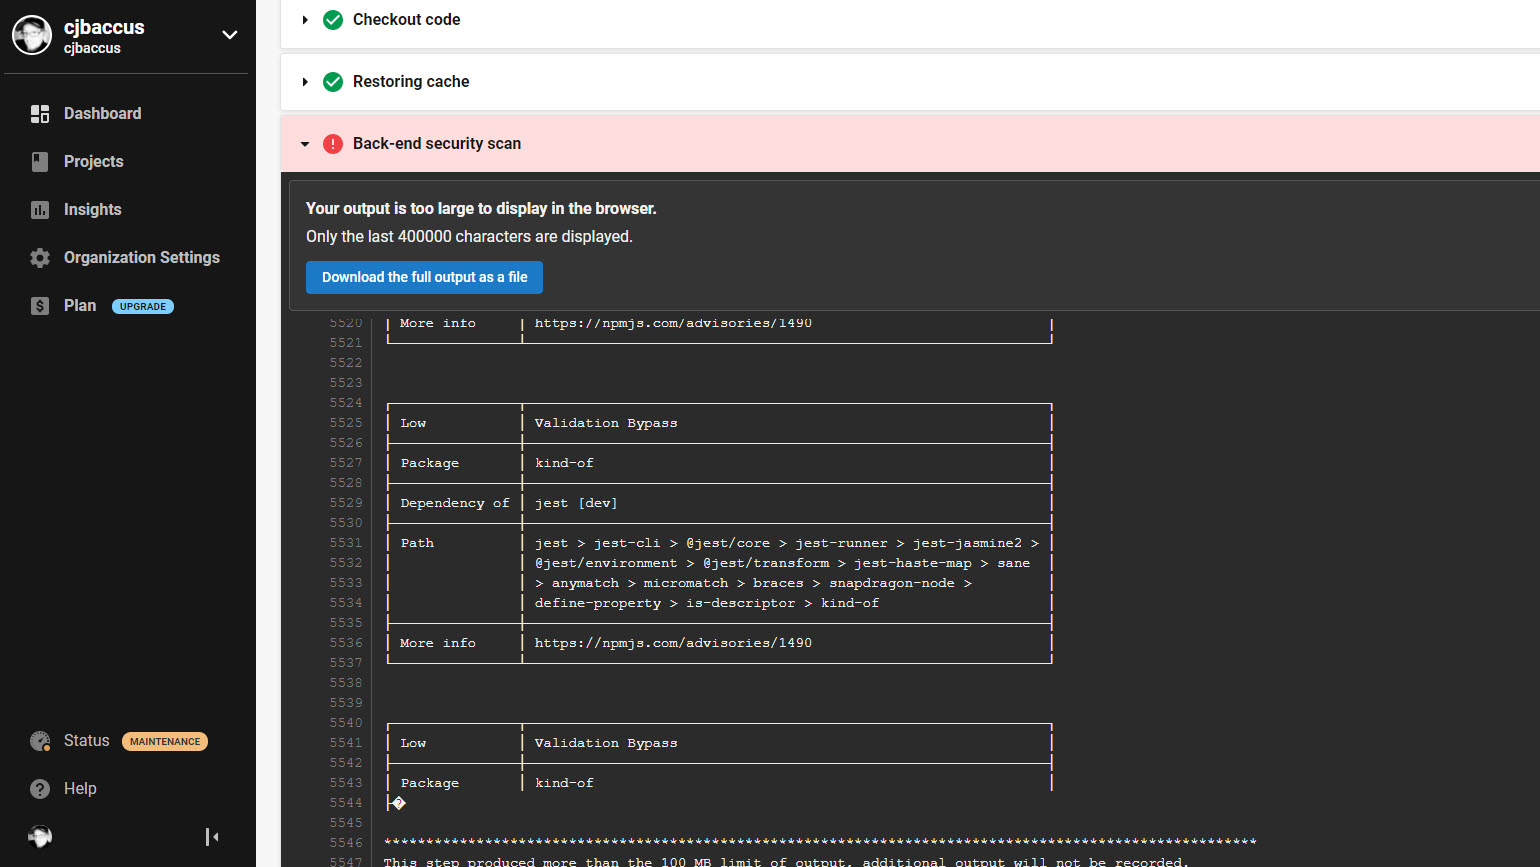 cjbaccus
cjbaccus
Dashboard
Projects
Insights
Organization Settings
Plan UPGRADE
Status MAINTENANCE
Help
Checkout code
Restoring cache
Back-end security scan
Your output is too large to display in the browser.
Only the last 400000 characters are displayed.
Download the full output as a file
5520 │ More info │ https://npmjs.com/advisories/1490 │
5521
5522
5523
5524
5525 │ Low │ Validation Bypass │
5526
5527 │ Package │ kind-of │
5528
5529 │ Dependency of │ jest [dev] │
5530
5531 │ Path │ jest > jest-cli > @jest/core > jest-runner > jest-jasmine2 > │
5532 │ │ @jest/environment > @jest/transform > jest-haste-map > sane │
5533 │ │ > anymatch > micromatch > braces > snapdragon-node > │
5534 │ │ define-property > is-descriptor > kind-of │
5535
5536 │ More info │ https://npmjs.com/advisories/1490 │
5537
5538
5539
5540
5541 │ Low │ Validation Bypass │
5542
5543 │ Package │ kind-of │
5544 ├�
5545
5546 *********************************************************************************************************
5547 This step produced more than the 100 MB limit of output, additional output will not be recorded.